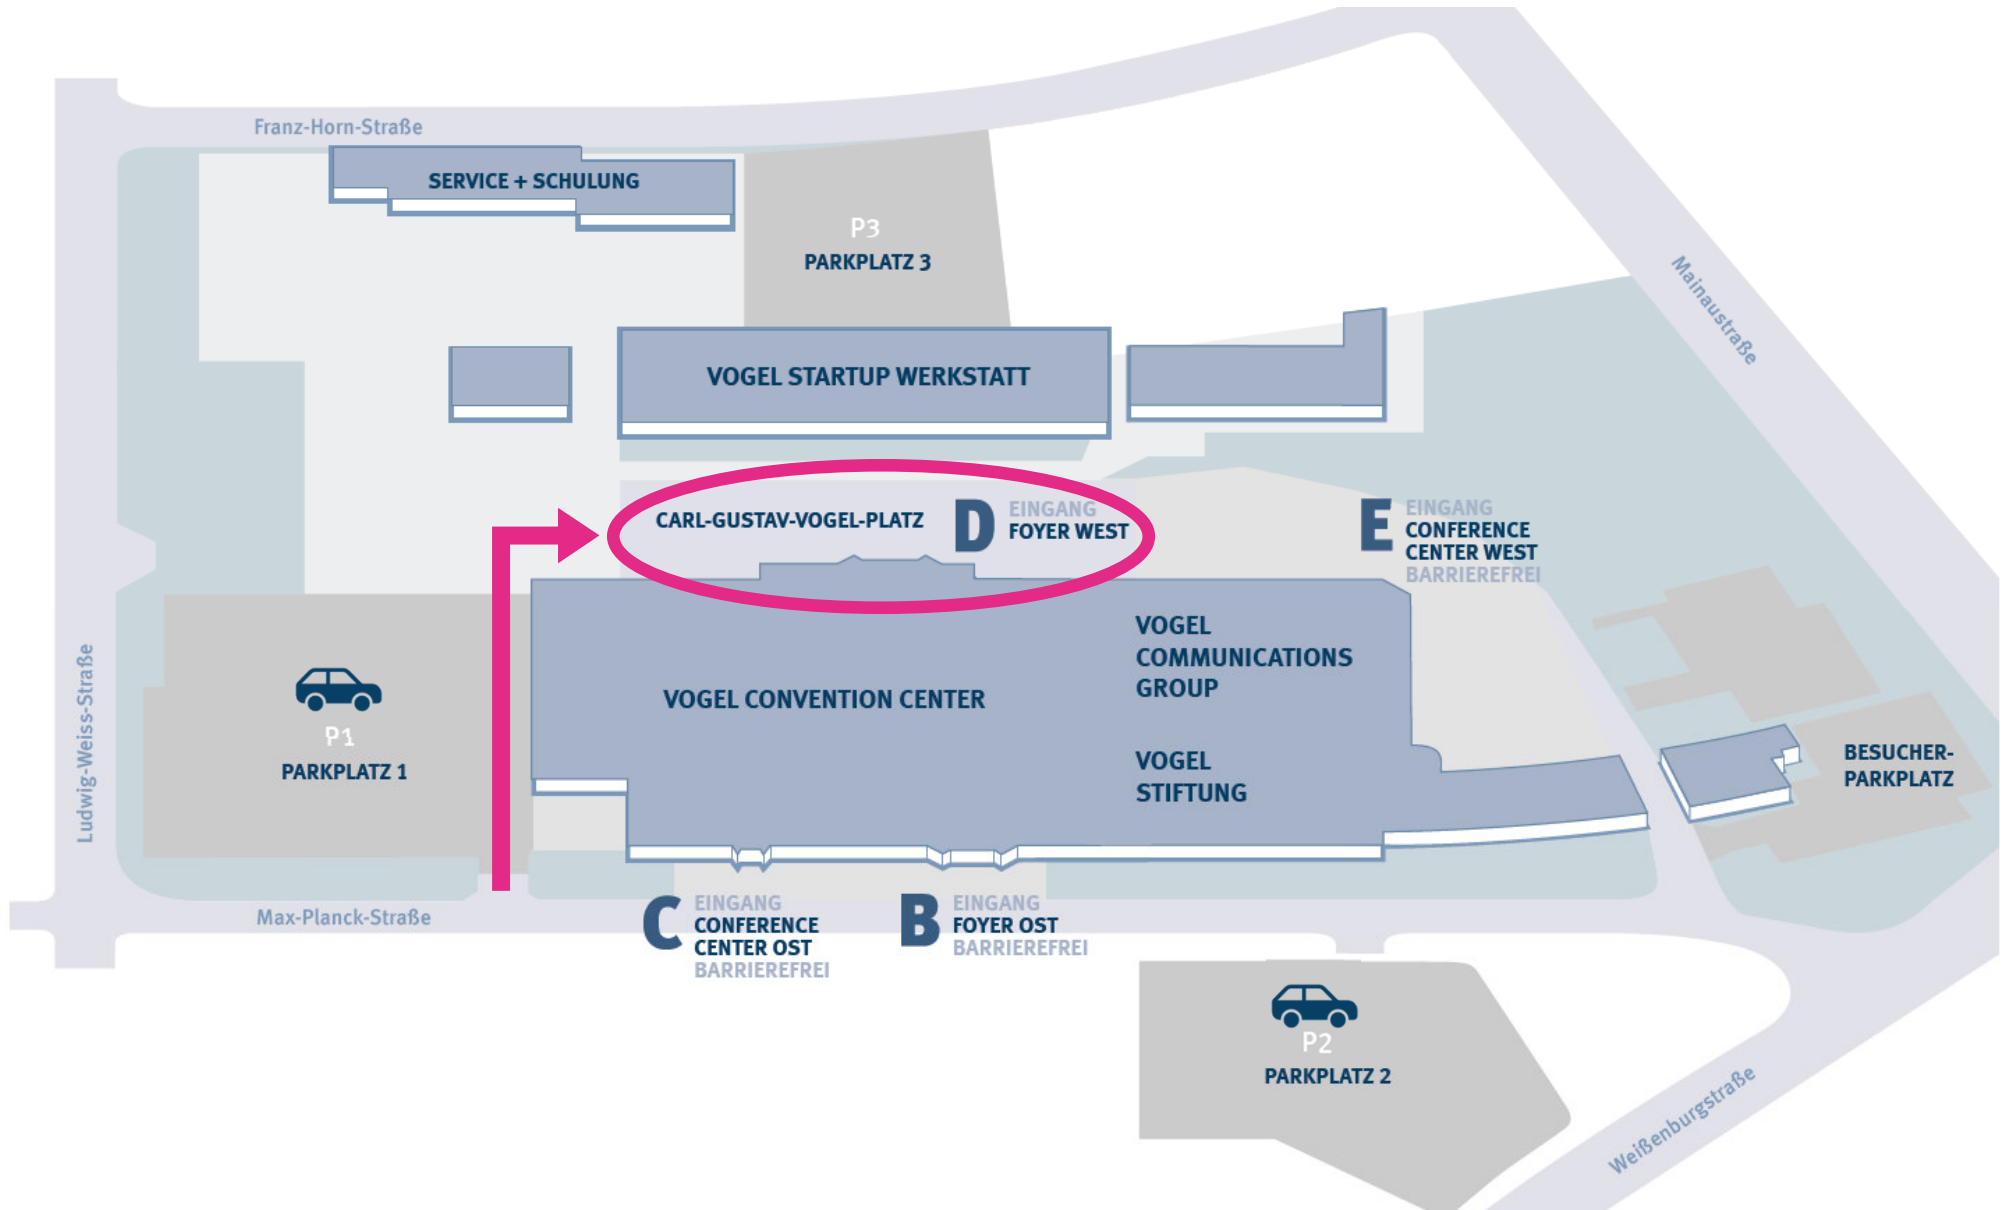 Franz-Horn-Straße
SERVICE + SCHULUNG
P3
PARKPLATZ 3
Mainaustraße
VOGEL STARTUP WERKSTATT
CARL-GUSTAV-VOGEL-PLATZ
D
EINGANG
FOYER WEST
E
EINGANG
CONFERENCE
CENTER WEST
BARRIEREFREI
VOGEL
COMMUNICATIONS
GROUP
VOGEL CONVENTION CENTER
VOGEL
STIFTUNG
Ludwig-Weiss-Straße
P1
PARKPLATZ 1
BESUCHER-
PARKPLATZ
Max-Planck-Straße
C
EINGANG
CONFERENCE
CENTER OST
BARRIEREFREI
B
EINGANG
FOYER OST
BARRIEREFREI
P2
PARKPLATZ 2
Weißenburgstraße